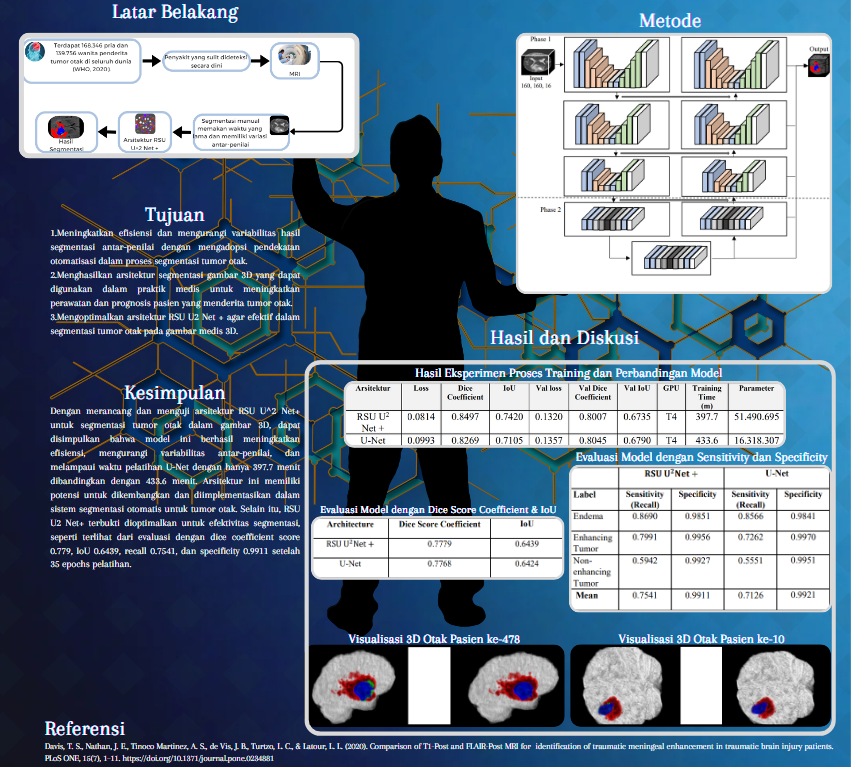 Latar Belakang
Terdapat 168.346 pria dan
139.756 wanita penderita
tumor otak di seluruh dunia
(WHO, 2020)
Penyakit yang sulit dideteksi
secara dini
MRI
Segmentasi manual
memakan waktu yang
lama dan memiliki variasi
antar-penilai
Arsitektur RSU
U^2 Net +
Hasil
Segmentasi
Metode
Phase 1
Input
160, 160, 16
Output
Phase 2
Tujuan
1.Meningkatkan efisiensi dan mengurangi variabilitas hasil
segmentasi antar-penilai dengan mengadopsi pendekatan
otomatisasi dalam proses segmentasi tumor otak.
2.Menghasilkan arsitektur segmentasi gambar 3D yang dapat
digunakan dalam praktik medis untuk meningkatkan
perawatan dan prognosis pasien yang menderita tumor otak.
3.Mengoptimalkan arsitektur RSU U2 Net + agar efektif dalam
segmentasi tumor otak pada gambar medis 3D.
Kesimpulan
Dengan merancang dan menguji arsitektur RSU U^2 Net+
untuk segmentasi tumor otak dalam gambar 3D, dapat
disimpulkan bahwa model ini berhasil meningkatkan
efisiensi, mengurangi variabilitas antar-penilai, dan
melampaui waktu pelatihan U-Net dengan hanya 397.7 menit
dibandingkan dengan 433.6 menit. Arsitektur ini memiliki
potensi untuk dikembangkan dan diimplementasikan dalam
sistem segmentasi otomatis untuk tumor otak. Selain itu, RSU
U2 Net+ terbukti dioptimalkan untuk efektivitas segmentasi,
seperti terlihat dari evaluasi dengan dice coefficient score
0.779, IoU 0.6439, recall 0.7541, dan specificity 0.9911 setelah
35 epochs pelatihan.
Hasil dan Diskusi
Hasil Eksperimen Proses Training dan Perbandingan Model
Arsitektur Loss Dice Coefficient IoU Val loss Val Dice Coefficient Val IoU GPU Training Time (m) Parameter
RSU U² Net + 0.0814 0.8497 0.7420 0.1320 0.8007 0.6735 T4 397.7 51.490.695
U-Net 0.0993 0.8269 0.7105 0.1357 0.8045 0.6790 T4 433.6 16.318.307
Evaluasi Model dengan Dice Score Coefficient & IoU
Architecture Dice Score Coefficient IoU
RSU U²Net + 0.7779 0.6439
U-Net 0.7768 0.6424
Evaluasi Model dengan Sensitivity dan Specificity
RSU U² Net + U-Net
Label Sensitivity (Recall) Specificity Sensitivity (Recall) Specificity
Endema 0.8690 0.9851 0.8566 0.9841
Enhancing Tumor 0.7991 0.9956 0.7262 0.9970
Non-enhancing Tumor 0.5942 0.9927 0.5551 0.9951
Mean 0.7541 0.9911 0.7126 0.9921
Visualisasi 3D Otak Pasien ke-478
Visualisasi 3D Otak Pasien ke-10
Referensi
Davis, T. S., Nathan, J. E., Tinoco Martinez, A. S., de Vis, J. B., Turtzo, L. C., & Latour, L. L. (2020). Comparison of T1-Post and FLAIR-Post MRI for identification of traumatic meningeal enhancement in traumatic brain injury patients.
PLoS ONE, 15(7), 1-11. https://doi.org/10.1371/journal.pone.0234881